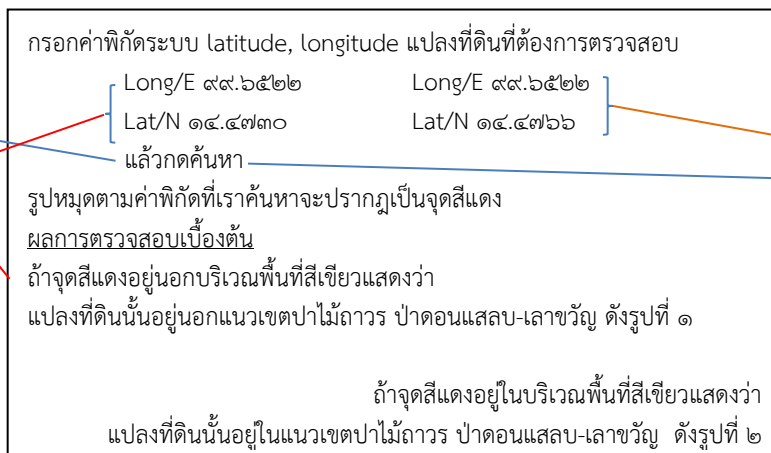 กรอกค่าพิกัดระบบ latitude, longitude แปลงที่ดินที่ต้องการตรวจสอบ
Long/E ๙๙.๖๕๒๒ Long/E ๙๙.๖๕๒๒
Lat/N ๑๔.๔๗๓๐ Lat/N ๑๔.๔๗๖๖
แล้วกดค้นหา
รูปหมุดตามค่าพิกัดที่เราค้นหาจะปรากฏเป็นจุดสีแดง
ผลการตรวจสอบเบื้องต้น
ถ้าจุดสีแดงอยู่นอกบริเวณพื้นที่สีเขียวแสดงว่า
แปลงที่ดินนั้นอยู่นอกแนวเขตป่าไม้ถาวร ป่าดอนแสลบ-เลาขวัญ ดังรูปที่ ๑
ถ้าจุดสีแดงอยู่ในบริเวณพื้นที่สีเขียวแสดงว่า
แปลงที่ดินนั้นอยู่ในแนวเขตป่าไม้ถาวร ป่าดอนแสลบ-เลาขวัญ ดังรูปที่ ๒